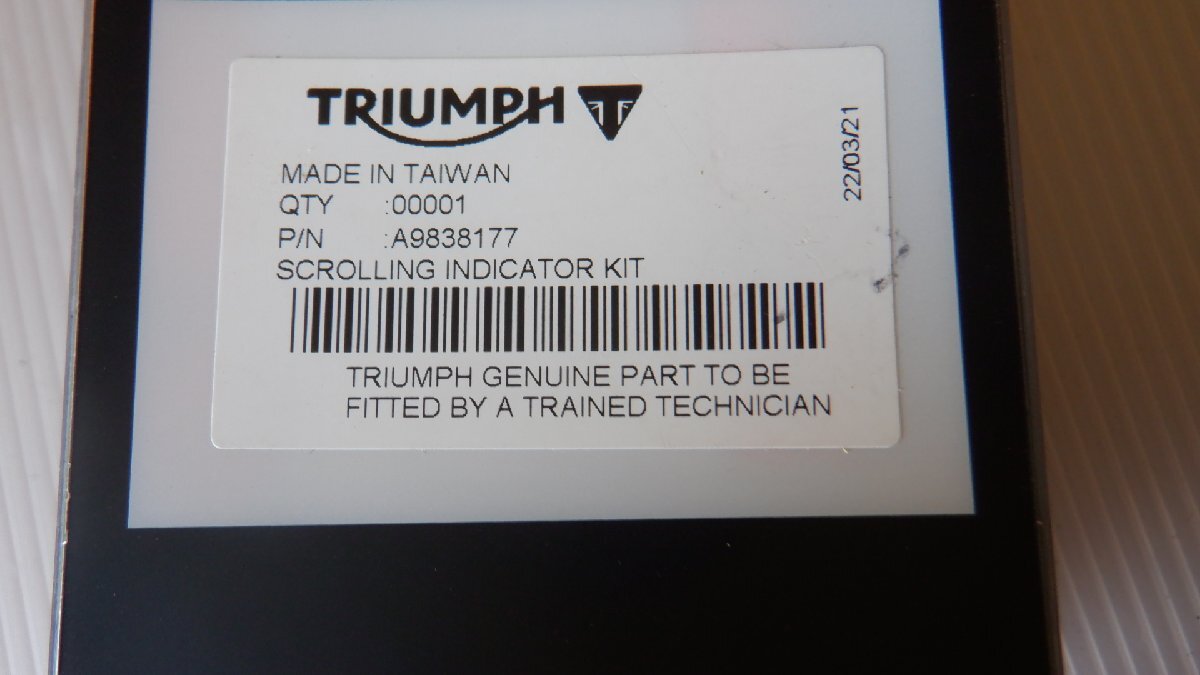 TRIUMPH
MADE IN TAIWAN
QTY :00001
P/N :A9838177
SCROLLING INDICATOR KIT
TRIUMPH GENUINE PART TO BE
FITTED BY A TRAINED TECHNICIAN
22/03/21